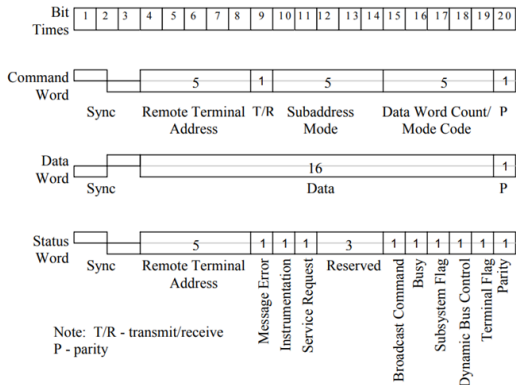 Bit Times 1 2 3 4 5 6 7 8 9 10 11 12 13 14 15 16 17 18 19 20
Command Word 5 1 5 5 1
Sync Remote Terminal Address T/R Subaddress Mode Data Word Count/ Mode Code P
Data Word 16 1
Sync Data P
Status Word 5 1 1 1 3 1 1 1 1 1 1
Sync Remote Terminal Address Message Error Instrumentation Service Request Reserved Broadcast Command Busy Subsystem Flag Dynamic Bus Control Terminal Flag Parity
Note: T/R - transmit/receive
P - parity